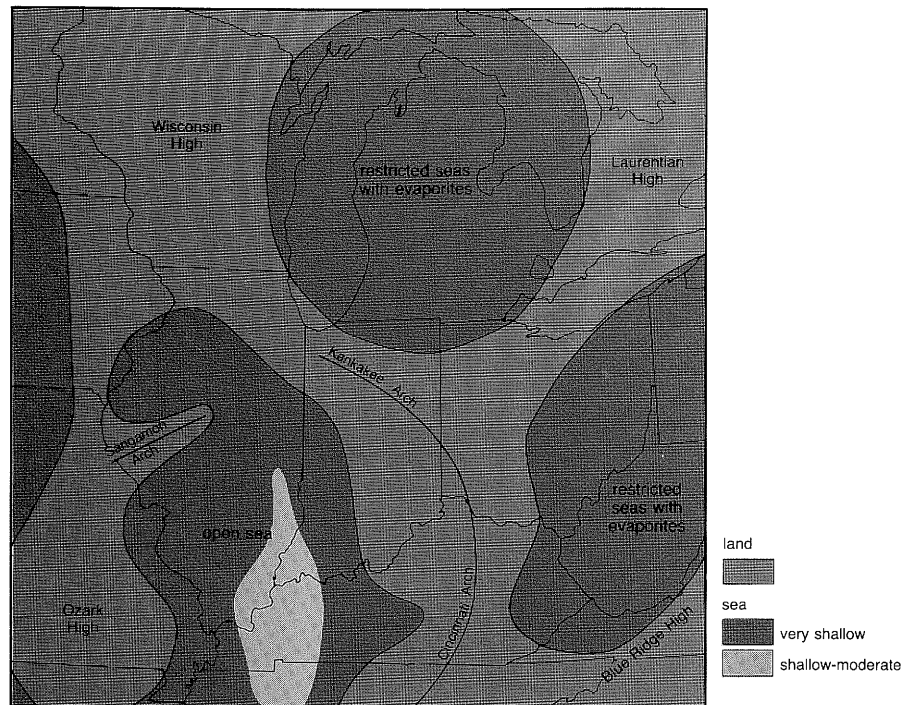 Wisconsin
High
restricted seas
with evaporites
Laurentian
High
Kankakee Arch
Sangamon
Arch
open sea
restricted
seas with
evaporites
Ozark
High
Cincinnati Arch
Blue Ridge High
land
sea
very shallow
shallow-moderate